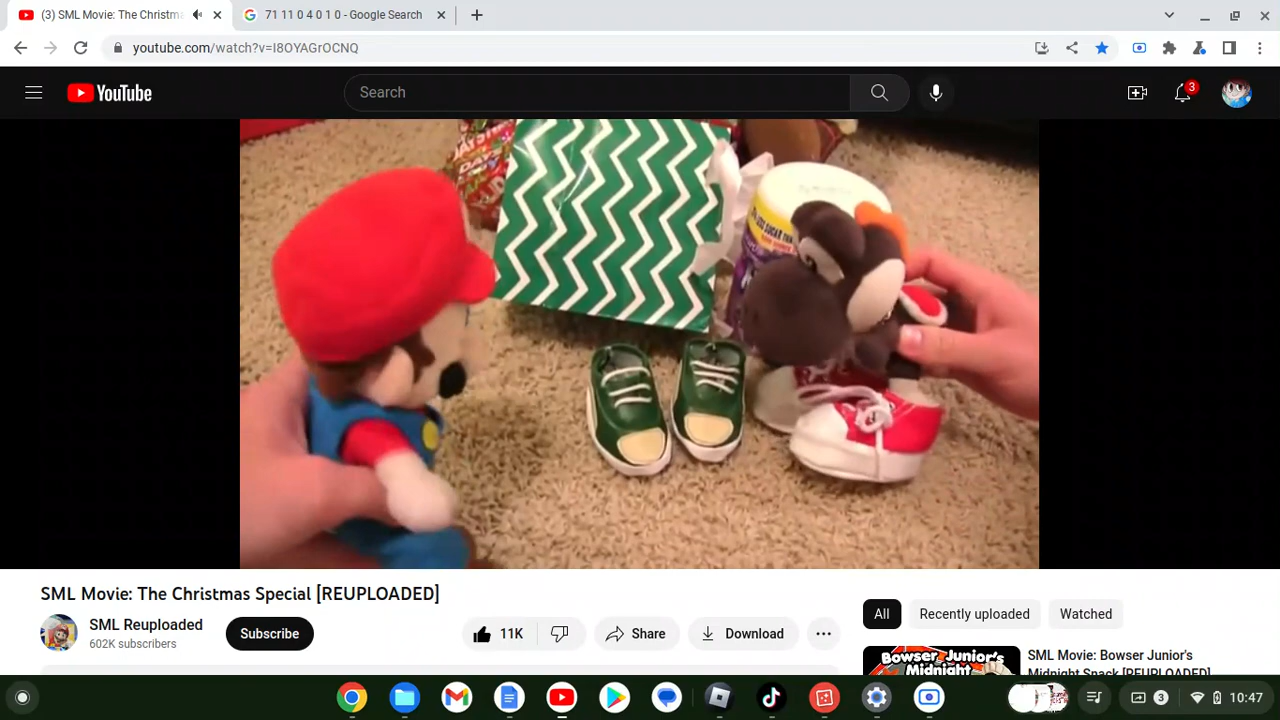 (3) SML Movie: The Christm
71 11 0 4 0 1 0 - Google Search
youtube.com/watch?v=I8OYAGrOCNQ
YouTube
Search
3
SUGAR
SML Movie: The Christmas Special [REUPLOADED]
SML Reuploaded
602K subscribers
Subscribe
11K
Share
Download
All
Recently uploaded
Watched
Bowser Junior's
Midnight
SML Movie: Bowser Junior's
Midnight Snack [REUPLOADED]
3
10:47